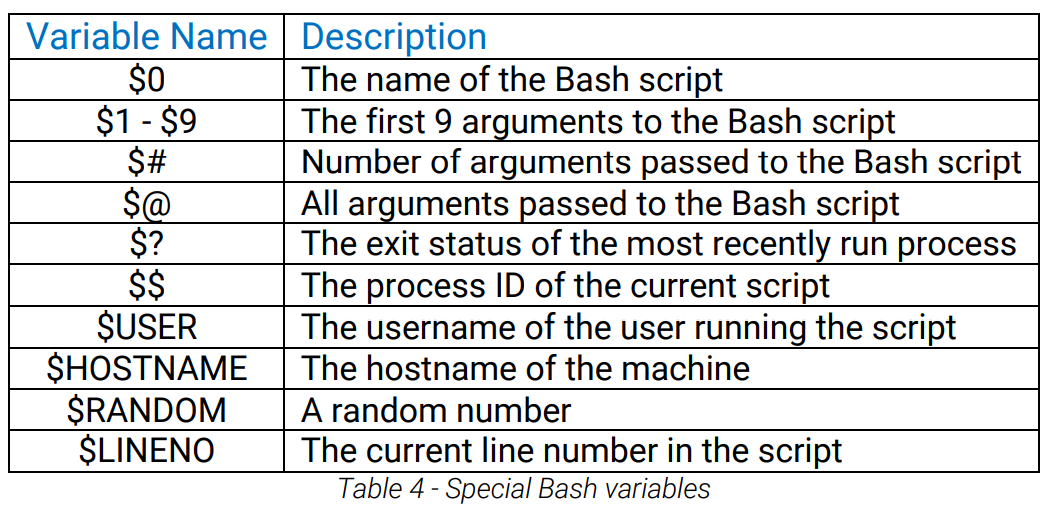 Variable Name Description
$0 The name of the Bash script
$1 - $9 The first 9 arguments to the Bash script
$# Number of arguments passed to the Bash script
$@ All arguments passed to the Bash script
$? The exit status of the most recently run process
$$ The process ID of the current script
$USER The username of the user running the script
$HOSTNAME The hostname of the machine
$RANDOM A random number
$LINENO The current line number in the script
Table 4 - Special Bash variables